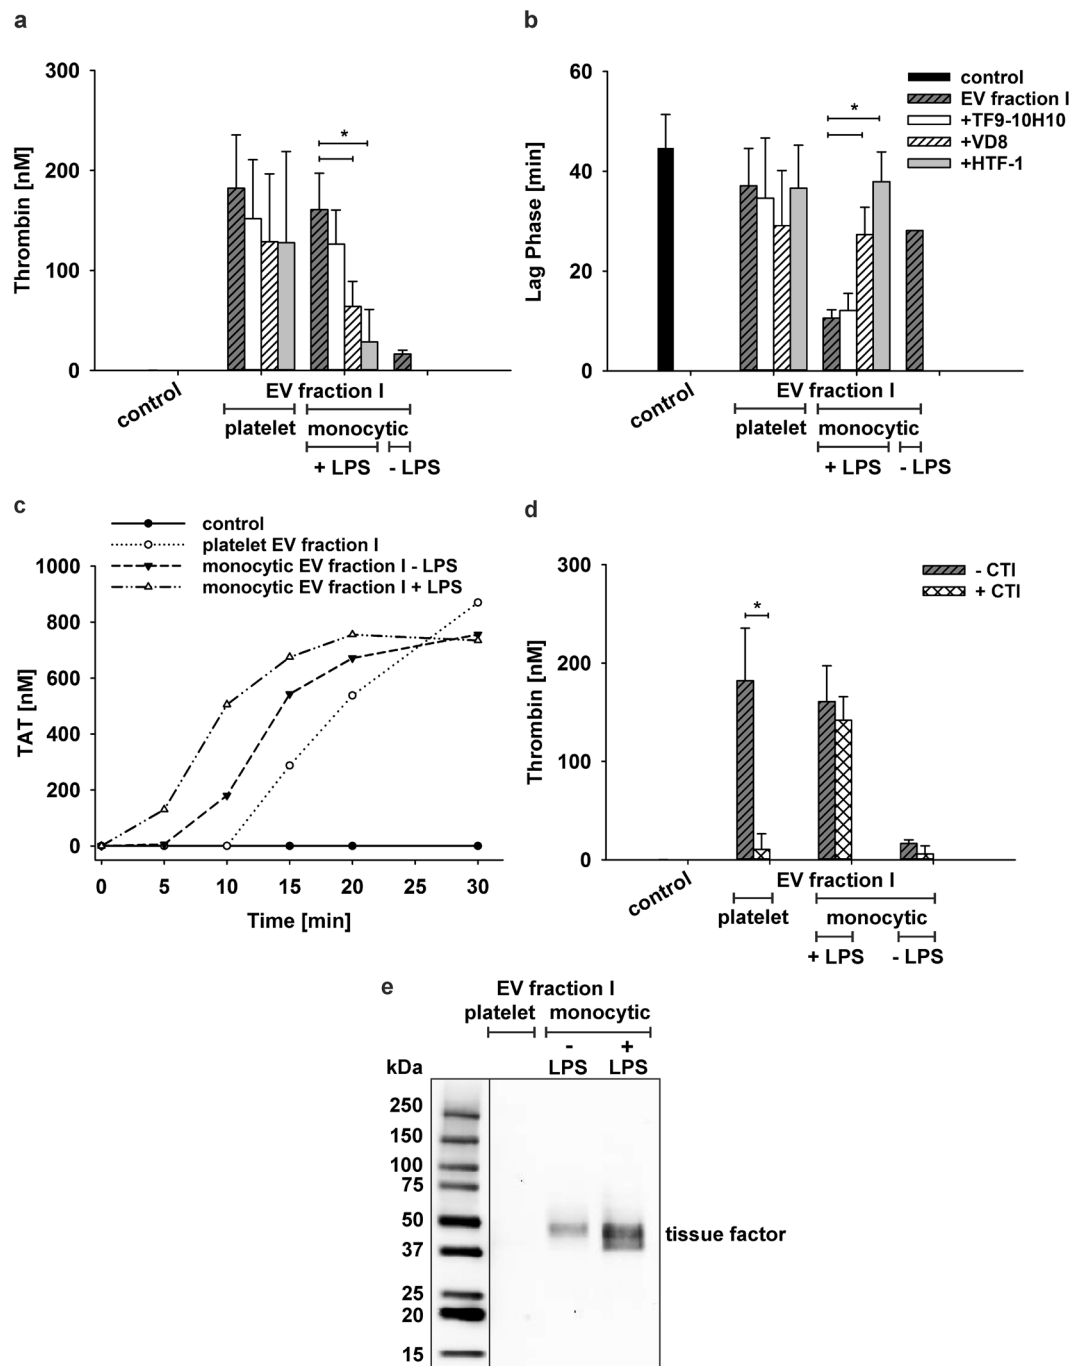 a
Thrombin [nM]
300
200
100
0
*
control
EV fraction I
platelet
monocytic
+ LPS
- LPS
b
Lag Phase [min]
60
40
20
0
*
control
EV fraction I
+TF9-10H10
+VD8
+HTF-1
control
EV fraction I
platelet
monocytic
+ LPS
- LPS
c
control
platelet EV fraction I
monocytic EV fraction I - LPS
monocytic EV fraction I + LPS
TAT [nM]
1000
800
600
400
200
0
0 5 10 15 20 30
Time [min]
d
Thrombin [nM]
300
200
100
0
- CTI
+ CTI
*
control
EV fraction I
platelet
monocytic
+ LPS
- LPS
e
EV fraction I
platelet monocytic
- +
kDa LPS LPS
250
150
100
75
50
37
25
20
15
tissue factor